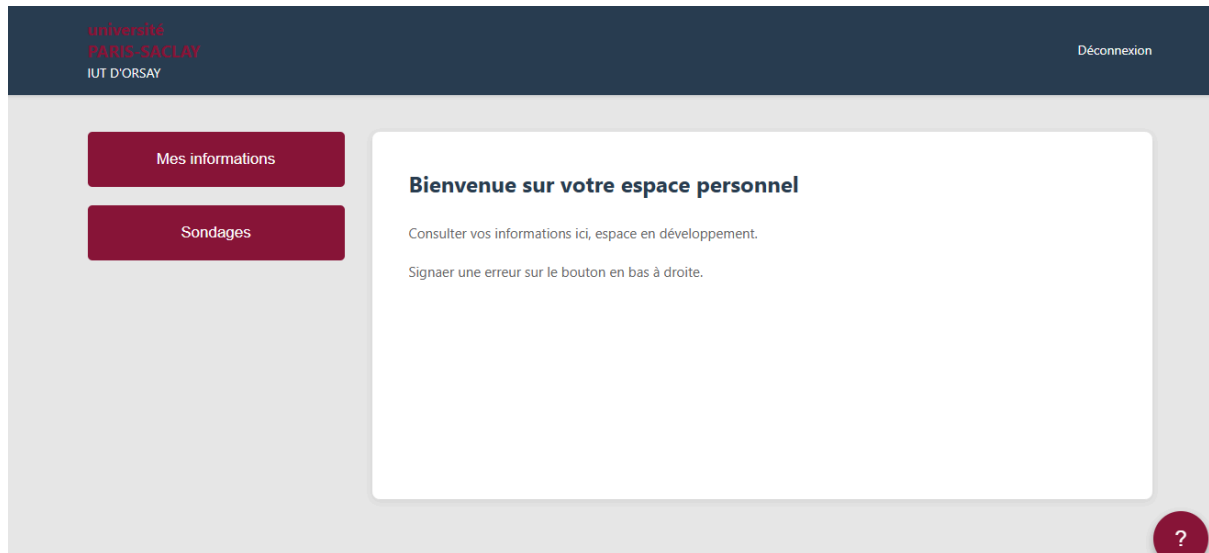 université
PARIS-SACLAY
IUT D'ORSAY
Déconnexion
Mes informations
Sondages
Bienvenue sur votre espace personnel
Consulter vos informations ici, espace en développement.
Signaer une erreur sur le bouton en bas à droite.
?